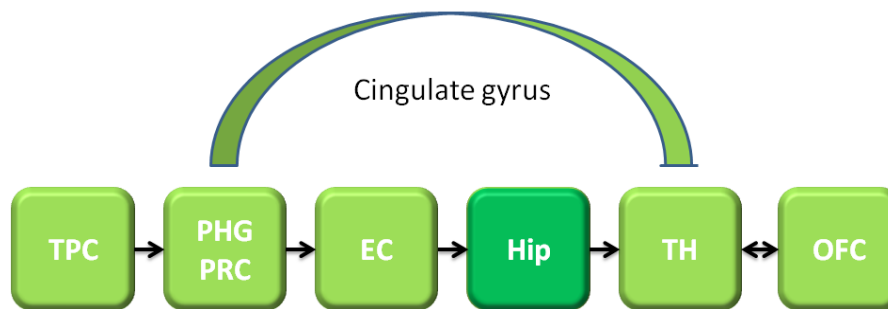 Cingulate gyrus
TPC
PHG
PRC
EC
Hip
TH
OFC